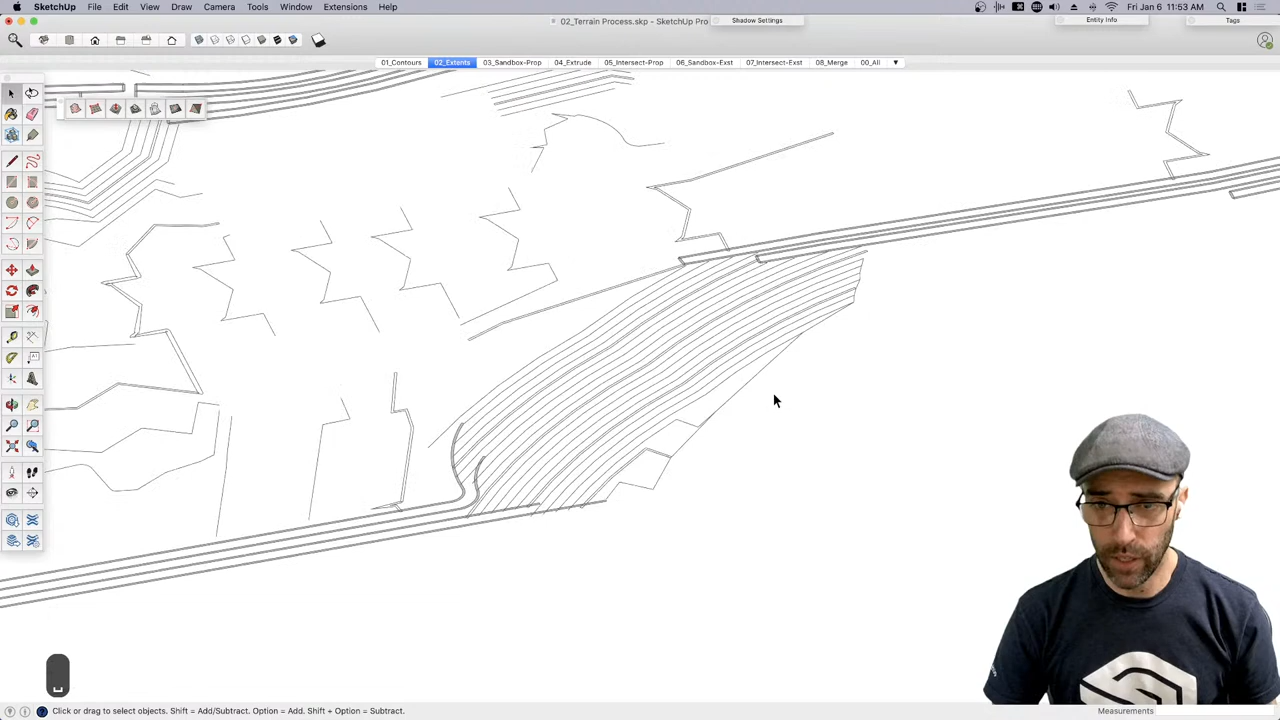 SketchUp File Edit View Camera Draw Tools Window Extensions Help Fri Jan 6 11:53 AM
02_Terrain Process.skp - SketchUp Pro
Shadow Settings
Entity Info
Tags
01_Contours 02_Extents 03_Sandbox-Prop 04_Extrude 05_Intersect-Prop 06_Sandbox-Exst 07_Intersect-Exst 08_Merge 00_All
Click or drag to select objects. Shift = Add/Subtract. Option = Add. Shift + Option = Subtract.
Measurements